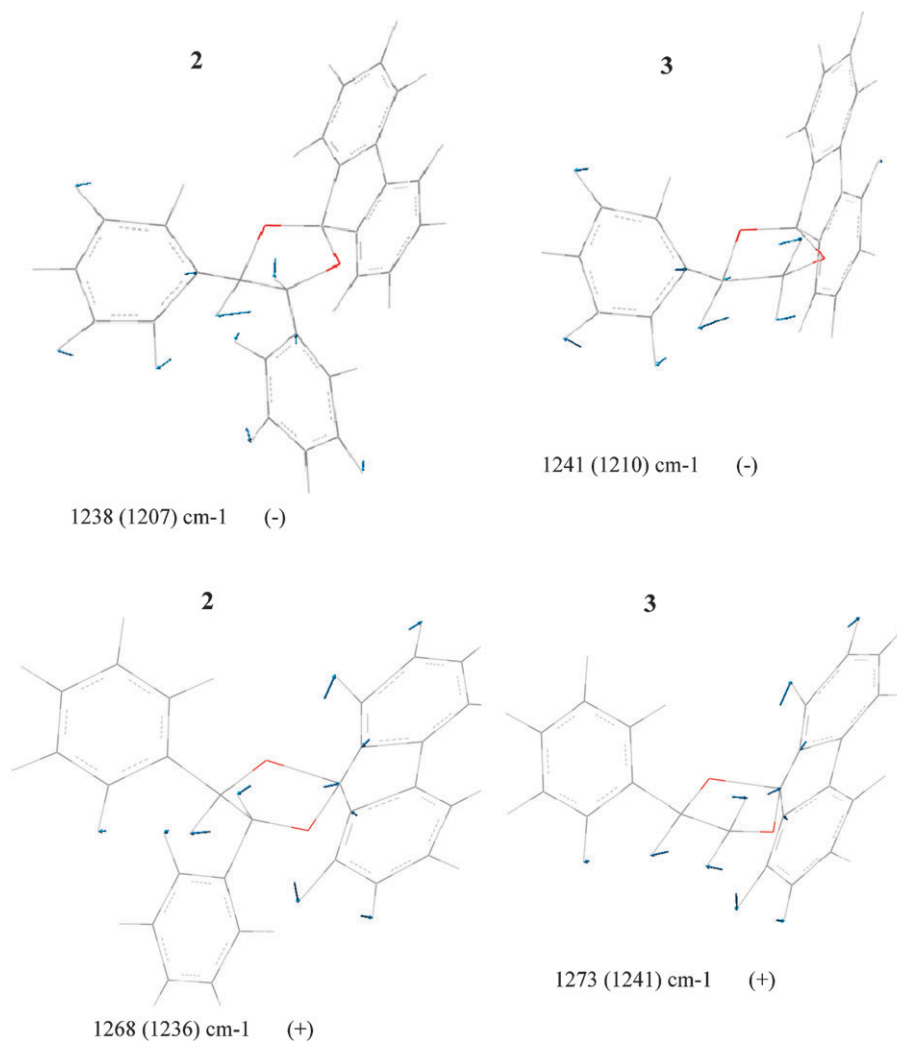 2
3
1238 (1207) cm-1 (-)
1241 (1210) cm-1 (-)
2
3
1268 (1236) cm-1 (+)
1273 (1241) cm-1 (+)